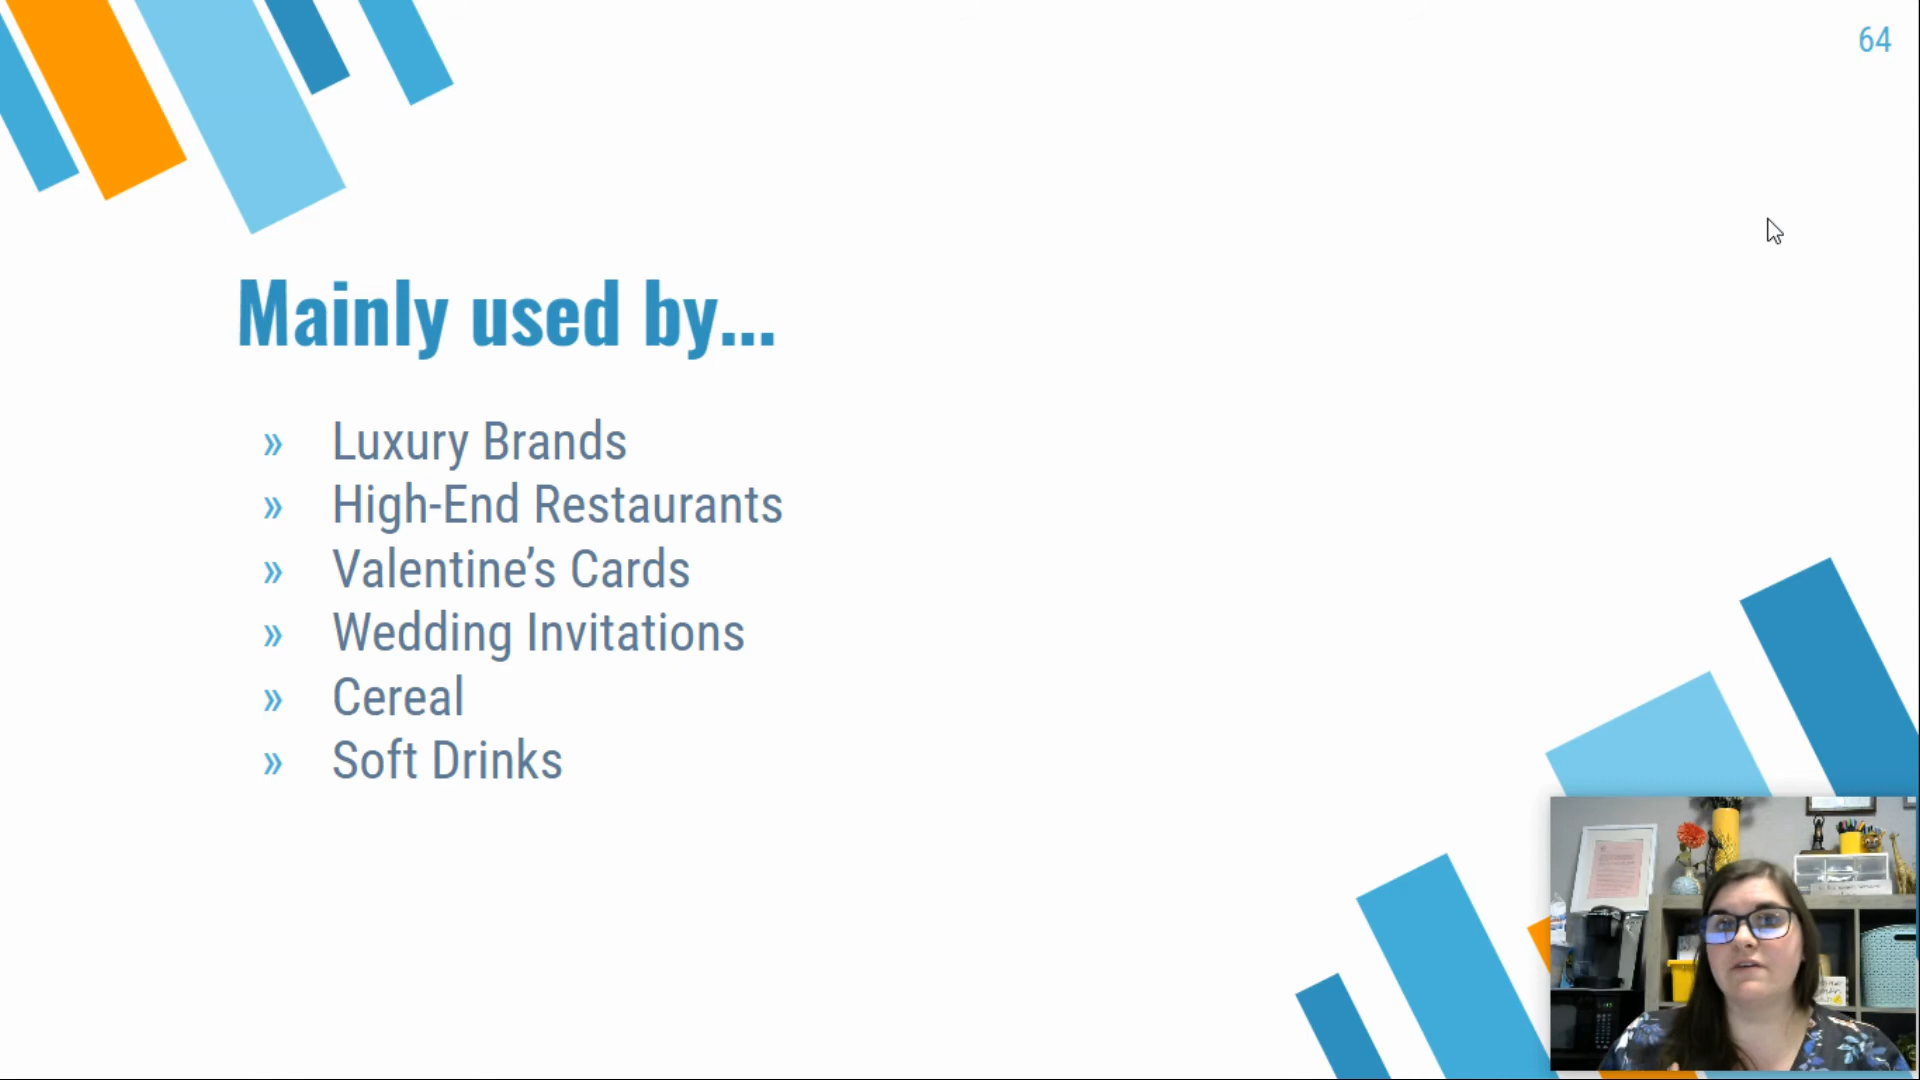 64
Mainly used by...
» Luxury Brands
» High-End Restaurants
» Valentine’s Cards
» Wedding Invitations
» Cereal
» Soft Drinks